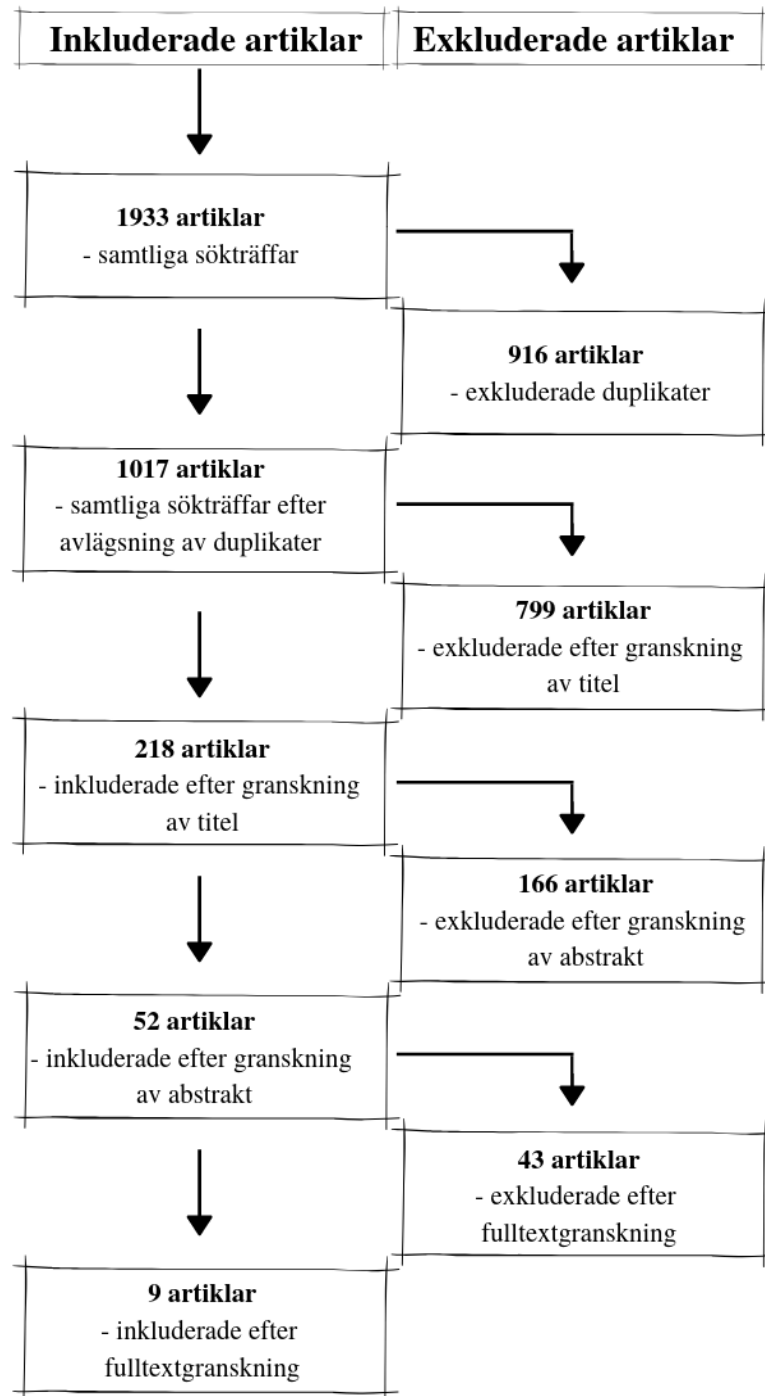 Inkluderade artiklar
Exkluderade artiklar
1933 artiklar
- samtliga sökträffar
916 artiklar
- exkluderade duplikater
1017 artiklar
- samtliga sökträffar efter
avlägsning av duplikater
799 artiklar
- exkluderade efter granskning
av titel
218 artiklar
- inkluderade efter granskning
av titel
166 artiklar
- exkluderade efter granskning
av abstrakt
52 artiklar
- inkluderade efter granskning
av abstrakt
43 artiklar
- exkluderade efter
fulltextgranskning
9 artiklar
- inkluderade efter
fulltextgranskning